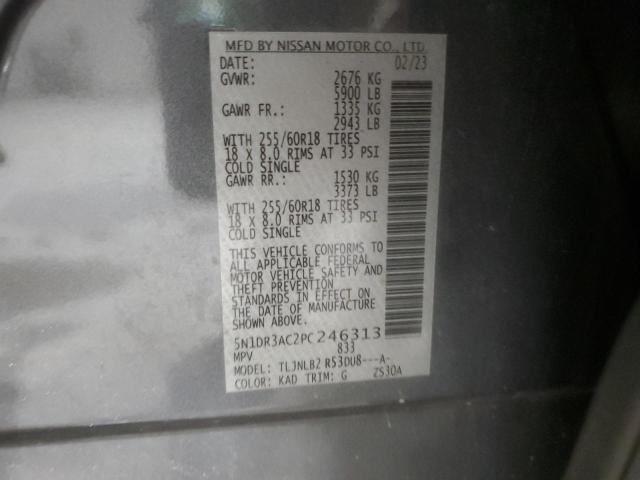 MFD BY NISSAN MOTOR CO., LTD.
DATE: 02/23
GVWR: 2676 KG
5900 LB
GAWR FR.: 1335 KG
2943 LB
WITH 255/60R18 TIRES
18 X 8.0 RIMS AT 33 PSI
COLD SINGLE
GAWR RR.: 1530 KG
3373 LB
WITH 255/60R18 TIRES
18 X 8.0 RIMS AT 33 PSI
COLD SINGLE
THIS VEHICLE CONFORMS TO
ALL APPLICABLE FEDERAL
MOTOR VEHICLE SAFETY AND
THEFT PREVENTION
STANDARDS IN EFFECT ON
THE DATE OF MANUFACTURE
SHOWN ABOVE.
5N1DR3AC2PC246313
MPV 833
MODEL: TLJNLB2 R53DU8---A-
COLOR: KAD TRIM: G ZS30A